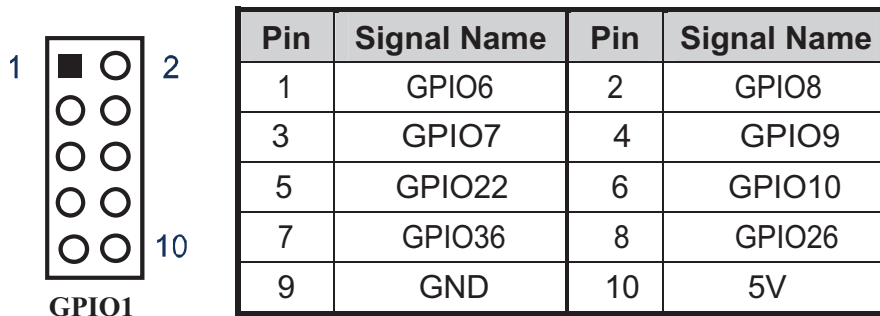 1 2
10
GPIO1
Pin Signal Name Pin Signal Name
1 GPIO6 2 GPIO8
3 GPIO7 4 GPIO9
5 GPIO22 6 GPIO10
7 GPIO36 8 GPIO26
9 GND 10 5V